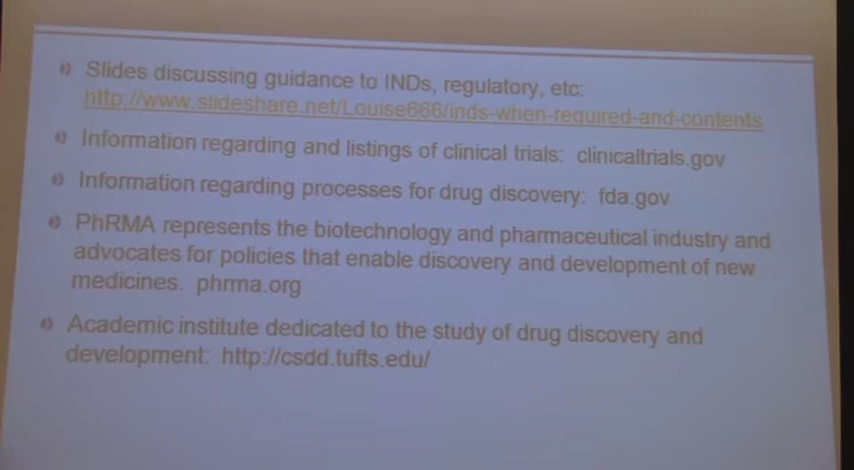 Slides discussing guidance to INDs, regulatory, etc:
http://www.slideshare.net/Louise666/inds-when-required-and-contents
Information regarding and listings of clinical trials: clinicaltrials.gov
Information regarding processes for drug discovery: fda.gov
PhRMA represents the biotechnology and pharmaceutical industry and
advocates for policies that enable discovery and development of new
medicines. phrma.org
Academic institute dedicated to the study of drug discovery and
development: http://csdd.tufts.edu/